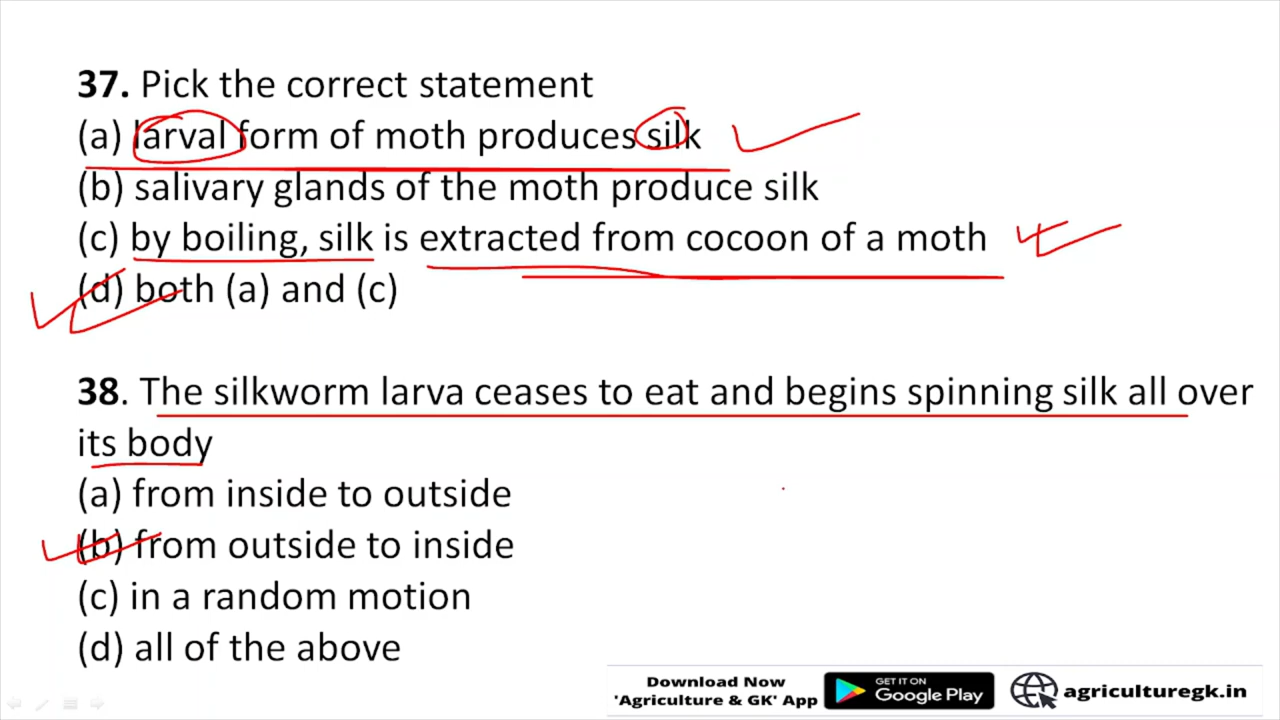 37. Pick the correct statement
(a) larval form of moth produces silk
(b) salivary glands of the moth produce silk
(c) by boiling, silk is extracted from cocoon of a moth
(d) both (a) and (c)
38. The silkworm larva ceases to eat and begins spinning silk all over
its body
(a) from inside to outside
(b) from outside to inside
(c) in a random motion
(d) all of the above
Download Now
'Agriculture & GK' App
GET IT ON
Google Play
agriculturegk.in